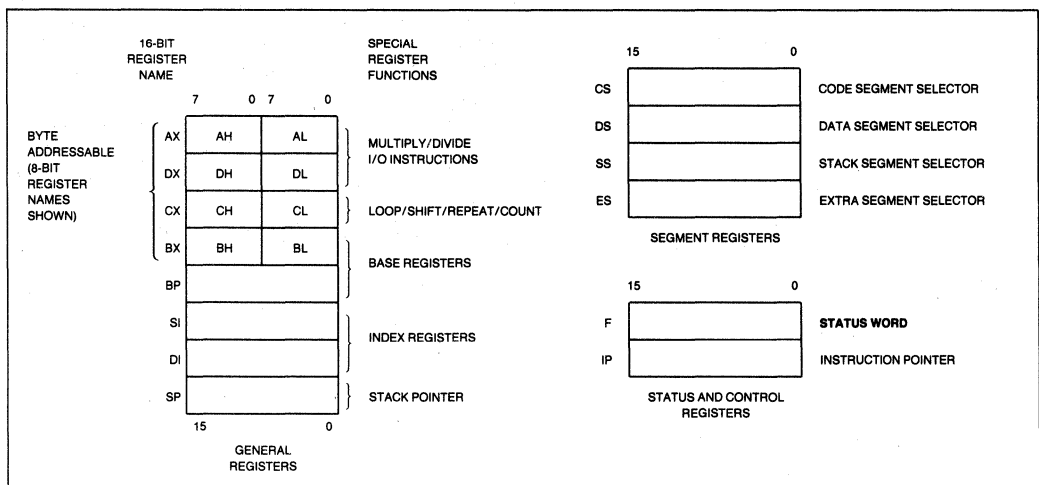 16-BIT
REGISTER
NAME
SPECIAL
REGISTER
FUNCTIONS
7 0 7 0
BYTE
ADDRESSABLE
(8-BIT
REGISTER
NAMES
SHOWN)
AX AH AL
DX DH DL
MULTIPLY/DIVIDE
I/O INSTRUCTIONS
CX CH CL LOOP/SHIFT/REPEAT/COUNT
BX BH BL
BP
BASE REGISTERS
SI
DI
INDEX REGISTERS
SP STACK POINTER
15 0
GENERAL
REGISTERS
15 0
CS CODE SEGMENT SELECTOR
DS DATA SEGMENT SELECTOR
SS STACK SEGMENT SELECTOR
ES EXTRA SEGMENT SELECTOR
SEGMENT REGISTERS
15 0
F STATUS WORD
IP INSTRUCTION POINTER
STATUS AND CONTROL
REGISTERS